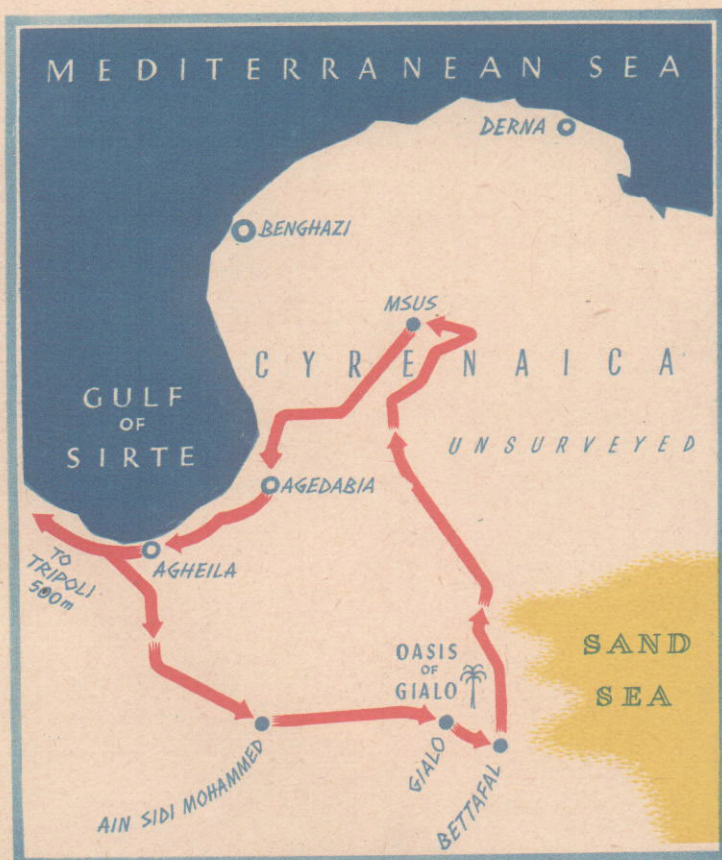 MEDITERRANEAN SEA
DERNA
BENGHAZI
MSUS
CYRENAICA
GULF
OF
SIRTE
UNSURVEYED
AGEDABIA
AGHEILA
TO
TRIPOLI
500m
OASIS
OF
GIALO
SAND
SEA
GIALO
BETTAFAL
AIN SIDI MOHAMMED